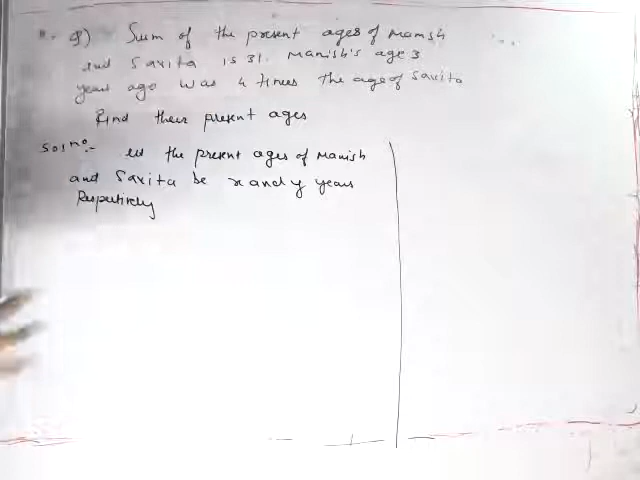 Q) Sum of the present ages of Manish
and Savita is 31. Manish's age 3
years ago was 4 times the age of Savita
Find their present ages
Soln:- let the present ages of Manish
and Savita be x and y years
Respectively